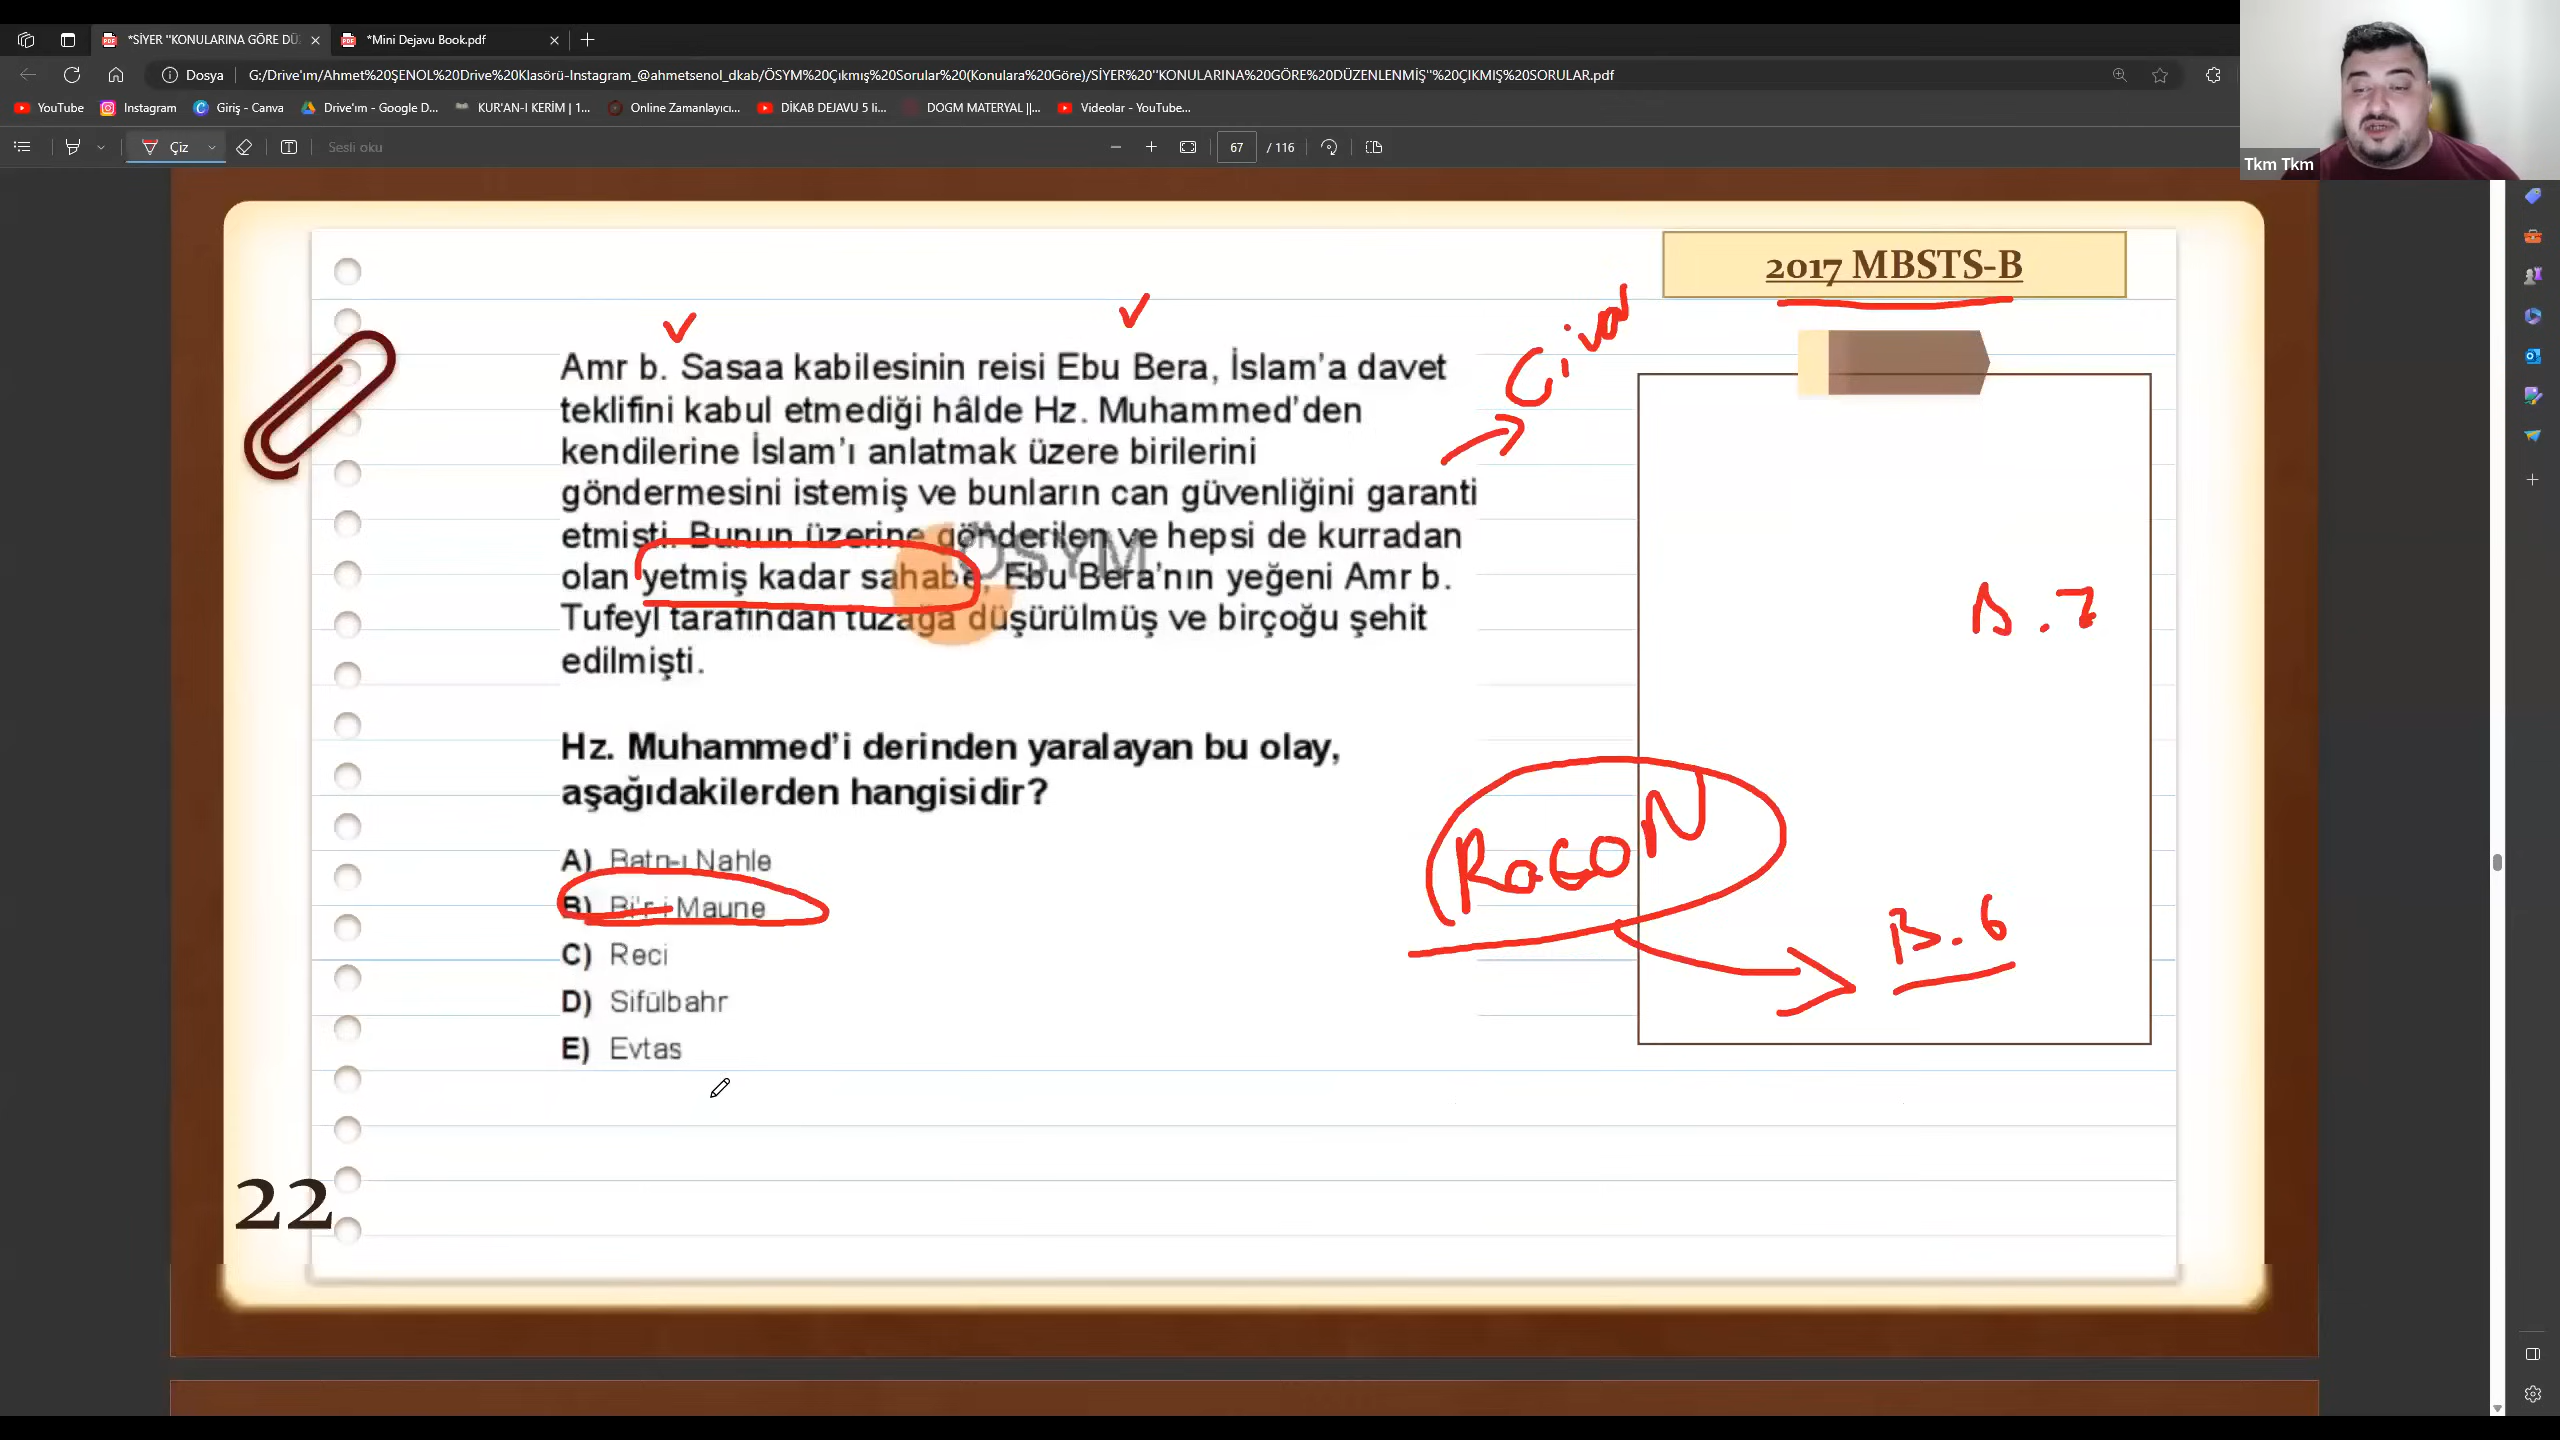 *SİYER "KONULARINA GÖRE DÜ
*Mini Dejavu Book.pdf
Dosya
G:/Drive'ım/Ahmet%20ŞENOL%20Drive%20Klasörü-Instagram_@ahmetsenol_dkab/ÖSYM%20Çıkmış%20Sorular%20(Konulara%20Göre)/SİYER%20''KONULARINA%20GÖRE%20DÜZENLENMİŞ''%20ÇIKMIŞ%20SORULAR.pdf
YouTube
Instagram
Giriş - Canva
Drive'ım - Google D...
KUR'AN-I KERİM | 1...
Online Zamanlayıcı...
DİKAB DEJAVU 5 li...
DOGM MATERYAL ||...
Videolar - YouTube...
Çiz
Sesli oku
67 / 116
Tkm Tkm
2017 MBSTS-B
Amr b. Sasaa kabilesinin reisi Ebu Bera, İslam'a davet
teklifini kabul etmediği hâlde Hz. Muhammed'den
kendilerine İslam'ı anlatmak üzere birilerini
göndermesini istemiş ve bunların can güvenliğini garanti
etmişti. Bunun üzerine gönderilen ve hepsi de kurradan
olan yetmiş kadar sahabe, Ebu Bera'nın yeğeni Amr b.
Tufeyl tarafından tuzağa düşürülmüş ve birçoğu şehit
edilmişti.
ÖSYM
Hz. Muhammed'i derinden yaralayan bu olay,
aşağıdakilerden hangisidir?
A) Batn-ı Nahle
B) Bi'r-i Maune
C) Reci
D) Sifülbahr
E) Evtas
B. 6
22